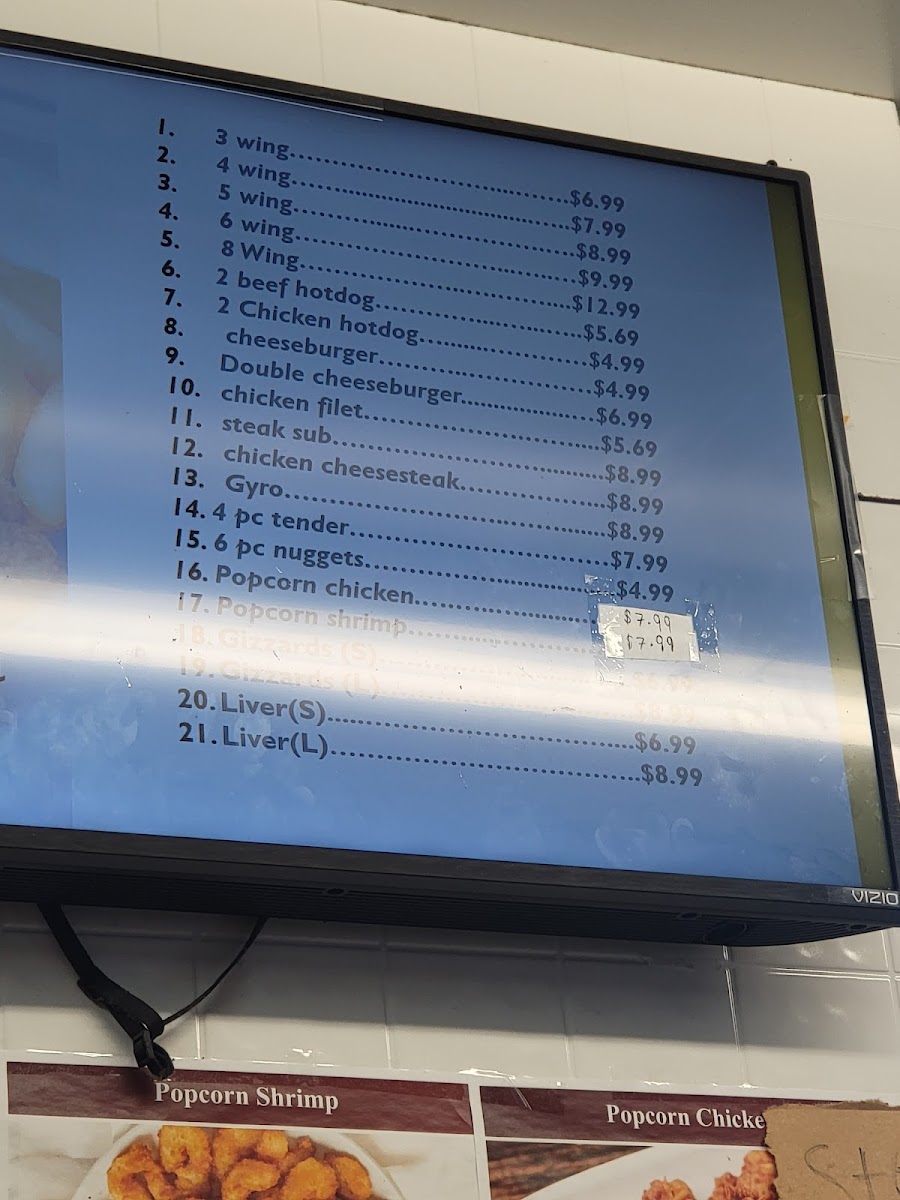 1. 3 wing..............................$6.99
2. 4 wing..............................$7.99
3. 5 wing..............................$8.99
4. 6 wing..............................$9.99
5. 8 Wing..............................$12.99
6. 2 beef hotdog..............................$5.69
7. 2 Chicken hotdog........................$4.99
8. cheeseburger..............................$4.99
9. Double cheeseburger....................$6.99
10. chicken filet..............................$5.69
11. steak sub..............................$8.99
12. chicken cheesesteak....................$8.99
13. Gyro..............................$8.99
14. 4 pc tender..............................$7.99
15. 6 pc nuggets..............................$4.99
16. Popcorn chicken........................$7.99
17. Popcorn shrimp........................$7.99
18. Gizzards (S)..............................$6.99
19. Gizzards (L)..............................$8.99
20. Liver(S)..............................$6.99
21. Liver(L)..............................$8.99
VIZIO
Popcorn Shrimp
Popcorn Chicke
St